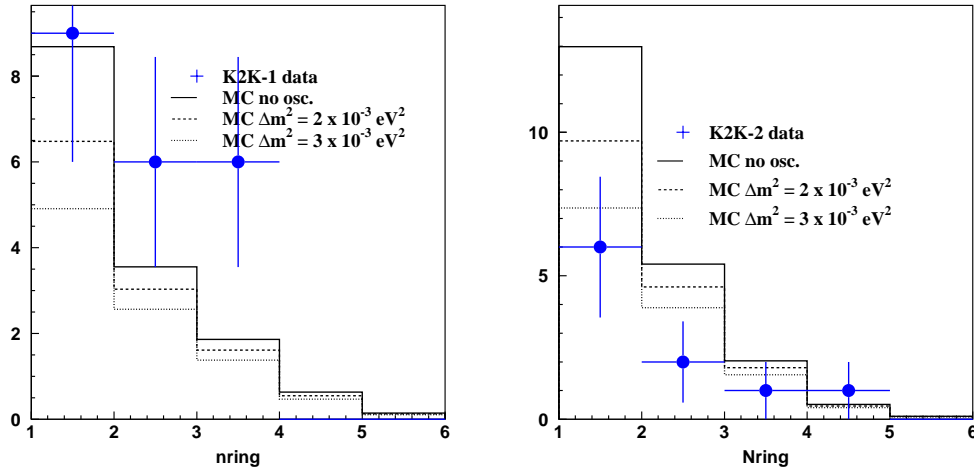 8
6
4
2
0
K2K-1 data
MC no osc.
MC Δm² = 2 x 10⁻³ eV²
MC Δm² = 3 x 10⁻³ eV²
1 2 3 4 5 6
nring
10
5
0
K2K-2 data
MC no osc.
MC Δm² = 2 x 10⁻³ eV²
MC Δm² = 3 x 10⁻³ eV²
1 2 3 4 5 6
Nring